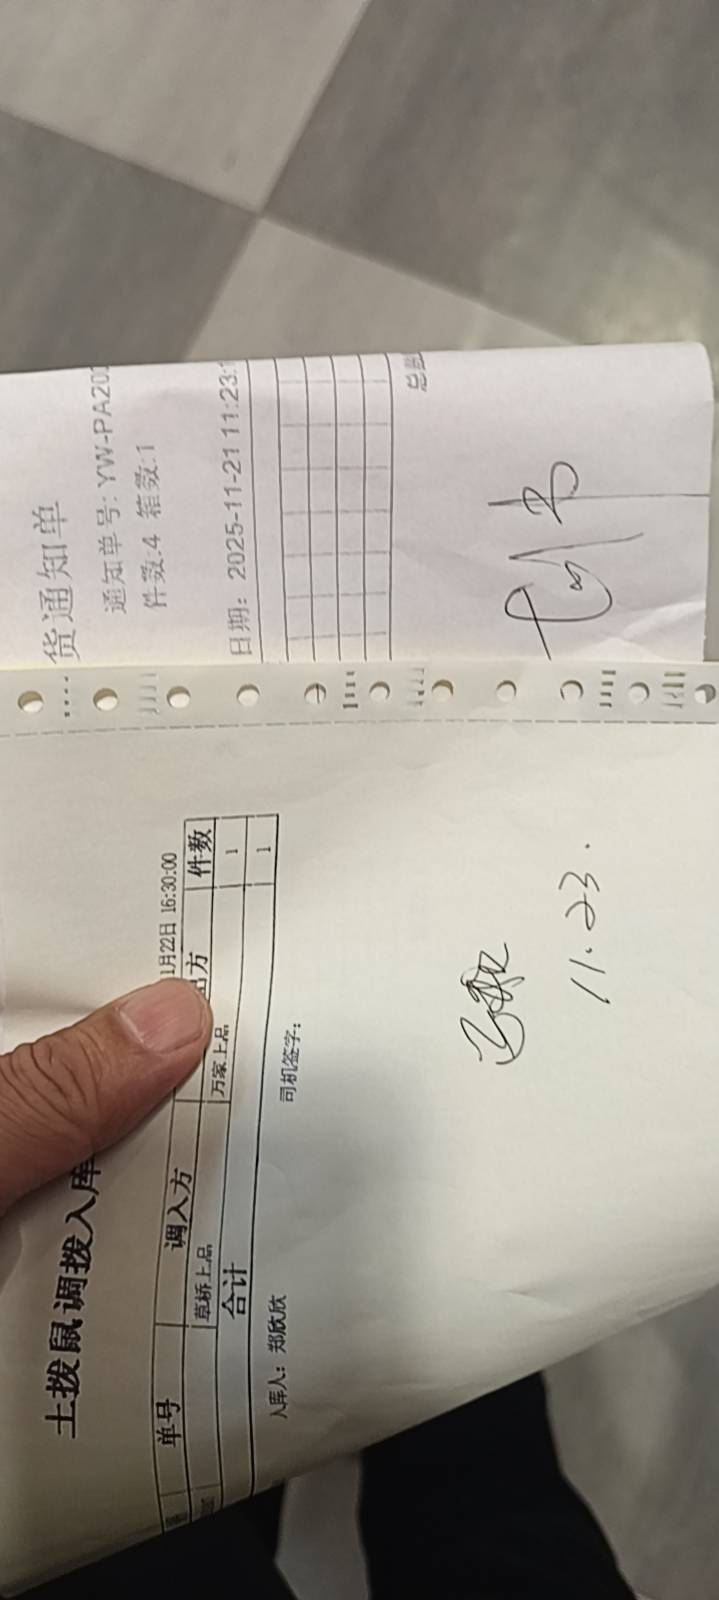 货通知单
通知单号: YW-PA202
件数:4 箱数:1
日期: 2025-11-21 11:23:
土拨鼠调拨入库
1月22日 16:30:00
单号 调入方 出方 件数
草桥上品 万家上品 1
合计 1
入库人: 郑欣欣 司机签字:
11.23.